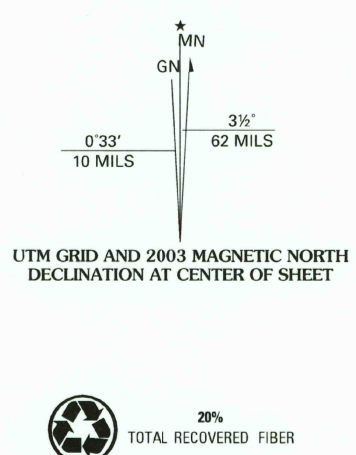 ★
MN
GN
0°33′
10 MILS
3½°
62 MILS
UTM GRID AND 2003 MAGNETIC NORTH
DECLINATION AT CENTER OF SHEET
20%
TOTAL RECOVERED FIBER